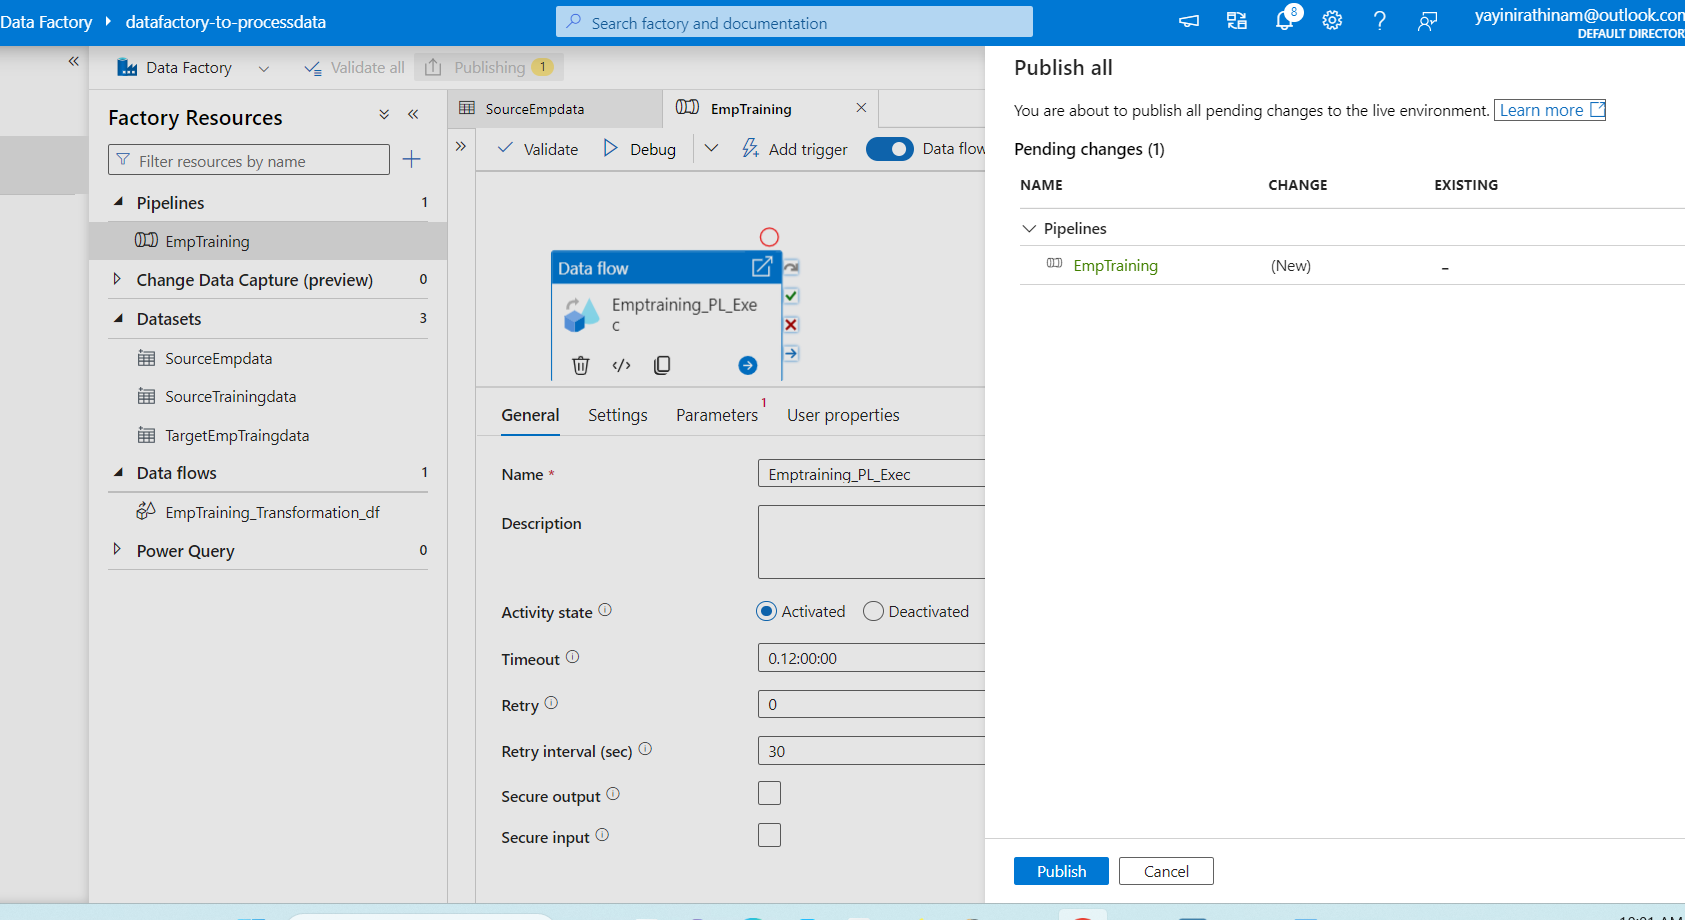 Data Factory datafactory-to-processdata
Search factory and documentation
8
yayinirathinam@outlook.con
DEFAULT DIRECTOR
Data Factory
Validate all
Publishing 1
Factory Resources
Filter resources by name
Pipelines 1
EmpTraining
Change Data Capture (preview) 0
Datasets 3
SourceEmpdata
SourceTrainingdata
TargetEmpTraingdata
Data flows 1
EmpTraining_Transformation_df
Power Query 0
SourceEmpdata
EmpTraining
Validate Debug Add trigger Data flow
Data flow
Emptraining_PL_Exe
c
General Settings Parameters 1 User properties
Name * Emptraining_PL_Exec
Description
Activity state Activated Deactivated
Timeout 0.12:00:00
Retry 0
Retry interval (sec) 30
Secure output
Secure input
Publish all
You are about to publish all pending changes to the live environment. Learn more
Pending changes (1)
NAME CHANGE EXISTING
Pipelines
EmpTraining (New) -
Publish Cancel